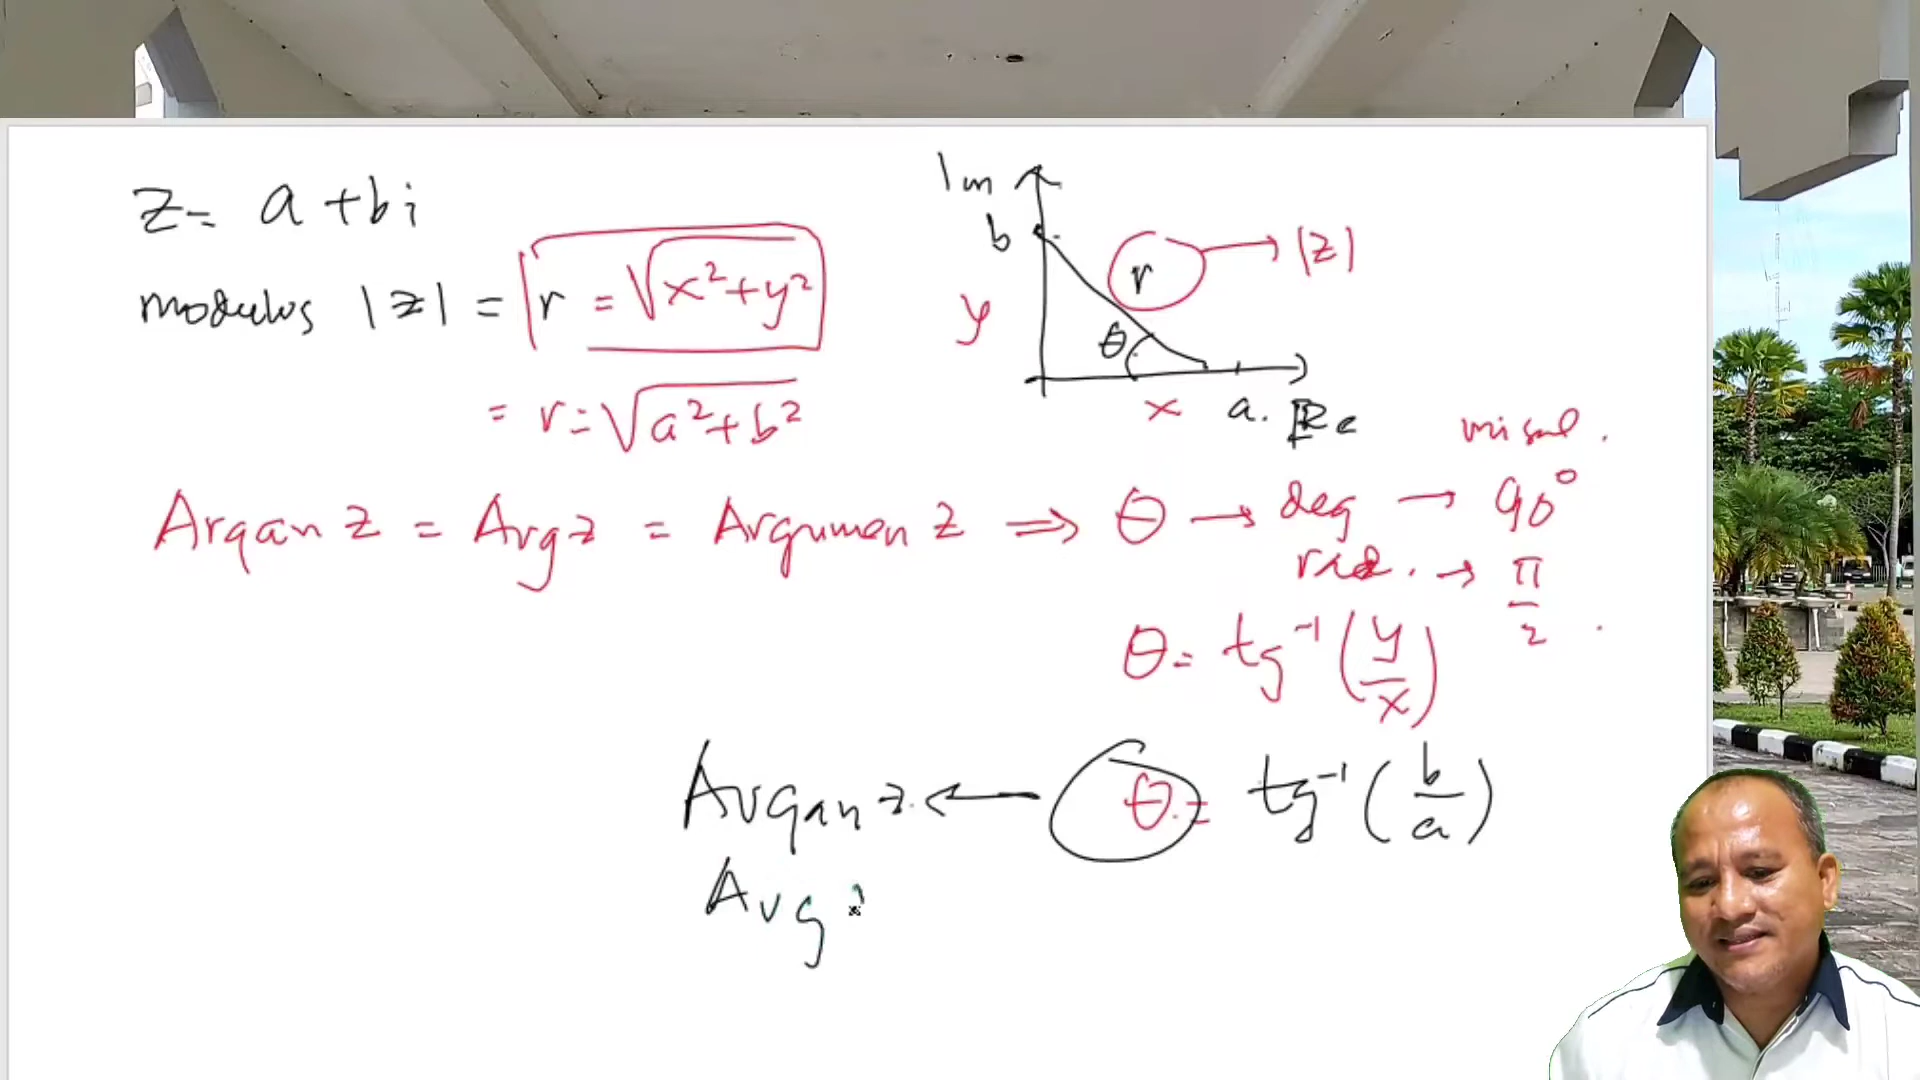 z = a + bi
modulus |z| = r = √x²+y²
= r = √a²+b²
Im
b
r → |z|
y
θ
x a. Re
misal.
Argan z = Arg z = Argumen z ⇒ θ → deg → 90°
rad. → π/2
θ = tg⁻¹ (y/x)
Argan z. ← θ = tg⁻¹ (b/a)
Arg